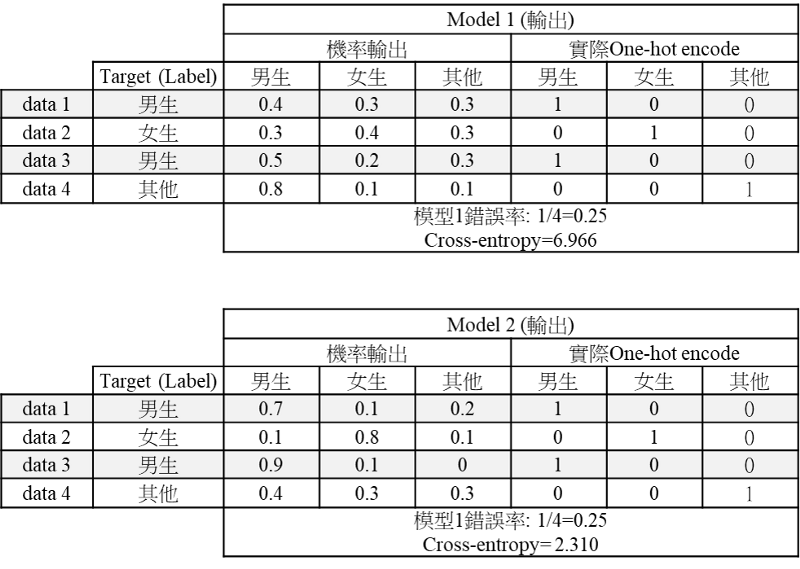 Model 1 (輸出)
機率輸出 實際One-hot encode
Target (Label) 男生 女生 其他 男生 女生 其他
data 1 男生 0.4 0.3 0.3 1 0 0
data 2 女生 0.3 0.4 0.3 0 1 0
data 3 男生 0.5 0.2 0.3 1 0 0
data 4 其他 0.8 0.1 0.1 0 0 1
模型1錯誤率: 1/4=0.25
Cross-entropy=6.966
Model 2 (輸出)
機率輸出 實際One-hot encode
Target (Label) 男生 女生 其他 男生 女生 其他
data 1 男生 0.7 0.1 0.2 1 0 0
data 2 女生 0.1 0.8 0.1 0 1 0
data 3 男生 0.9 0.1 0 1 0 0
data 4 其他 0.4 0.3 0.3 0 0 1
模型1錯誤率: 1/4=0.25
Cross-entropy=2.310